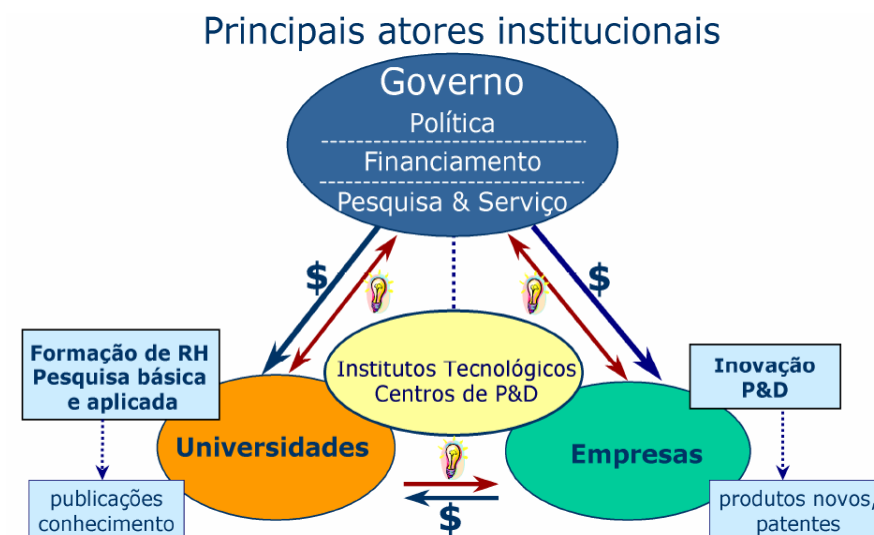 Principais atores institucionais
Governo
Política
Financiamento
Pesquisa & Serviço
$
$
Formação de RH
Pesquisa básica
e aplicada
Institutos Tecnológicos
Centros de P&D
Inovação
P&D
Universidades
Empresas
publicações
conhecimento
$
produtos novos,
patentes